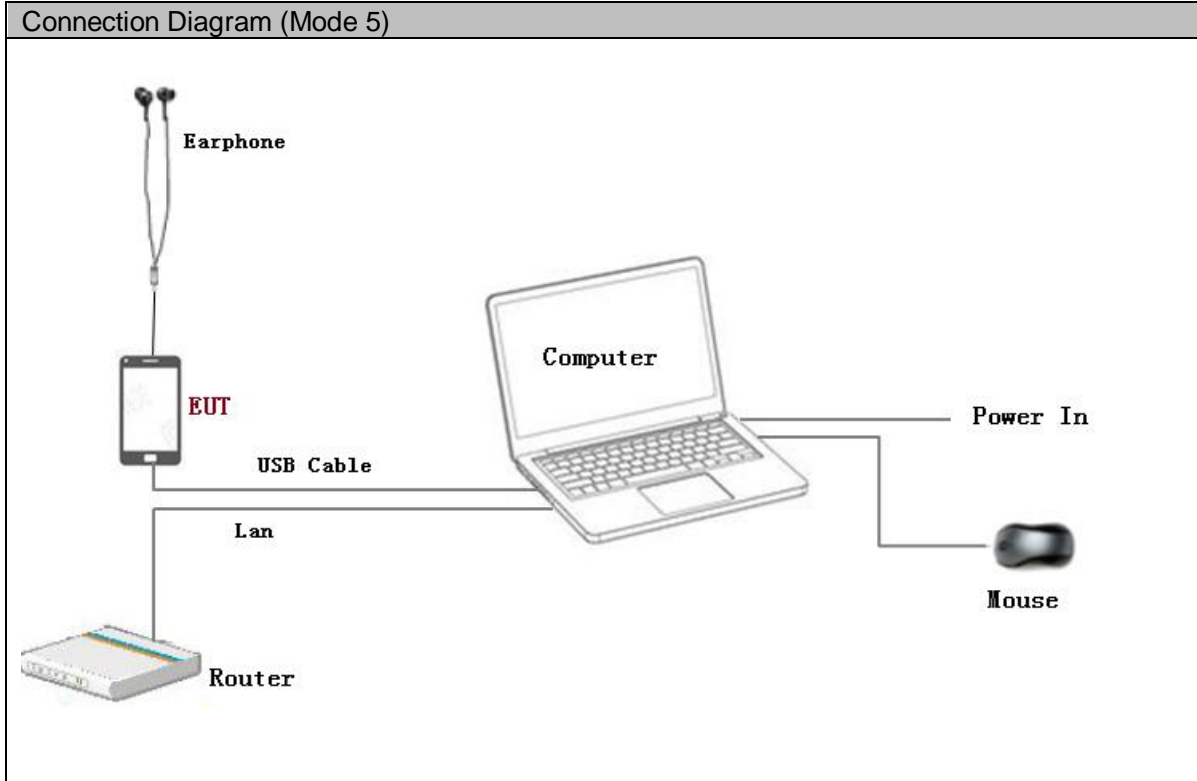 Connection Diagram (Mode 5)
Earphone
Computer
EUT
Power In
USB Cable
Lan
Mouse
Router